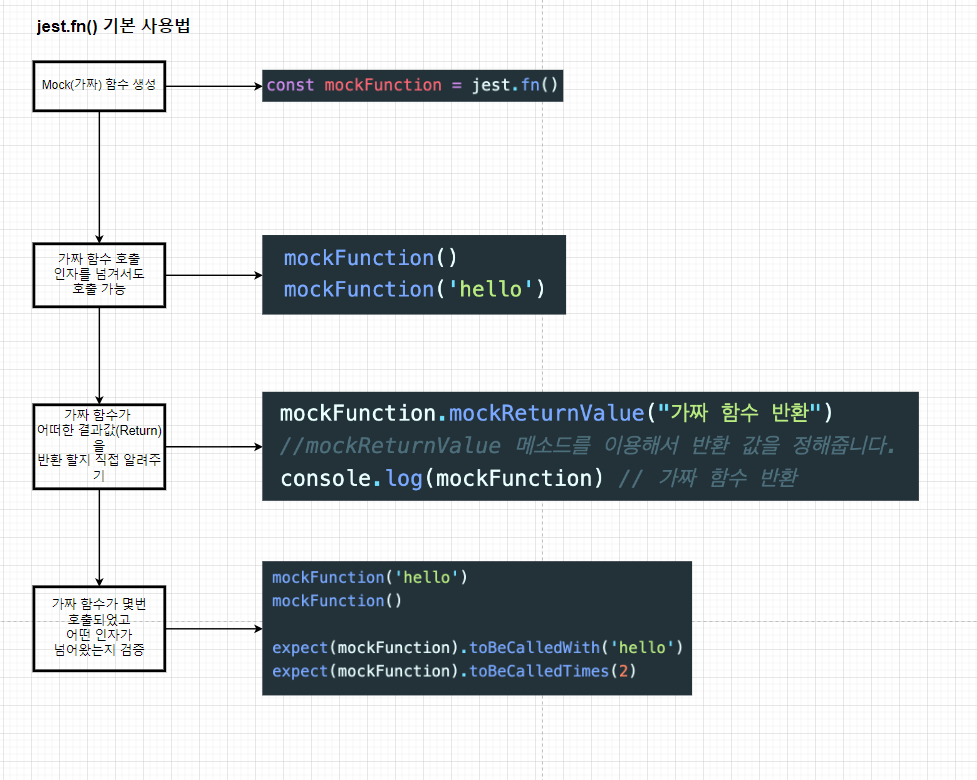 jest.fn() 기본 사용법
Mock(가짜) 함수 생성
const mockFunction = jest.fn()
가짜 함수 호출
인자를 넘겨서도
호출 가능
mockFunction()
mockFunction('hello')
가짜 함수가
어떠한 결과값(Return)
을
반환 할지 직접 알려주
기
mockFunction.mockReturnValue("가짜 함수 반환")
//mockReturnValue 메소드를 이용해서 반환 값을 정해줍니다.
console.log(mockFunction) // 가짜 함수 반환
가짜 함수가 몇번
호출되었고
어떤 인자가
넘어왔는지 검증
mockFunction('hello')
mockFunction()
expect(mockFunction).toBeCalledWith('hello')
expect(mockFunction).toBeCalledTimes(2)